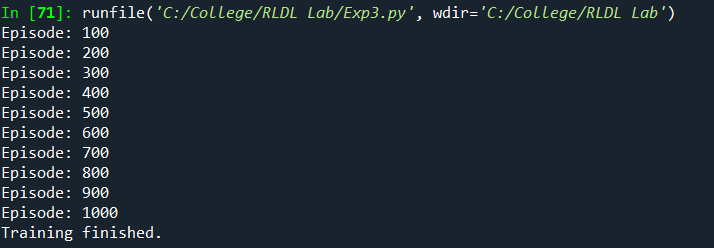 In [71]: runfile('C:/College/RLDL Lab/Exp3.py', wdir='C:/College/RLDL Lab')
Episode: 100
Episode: 200
Episode: 300
Episode: 400
Episode: 500
Episode: 600
Episode: 700
Episode: 800
Episode: 900
Episode: 1000
Training finished.